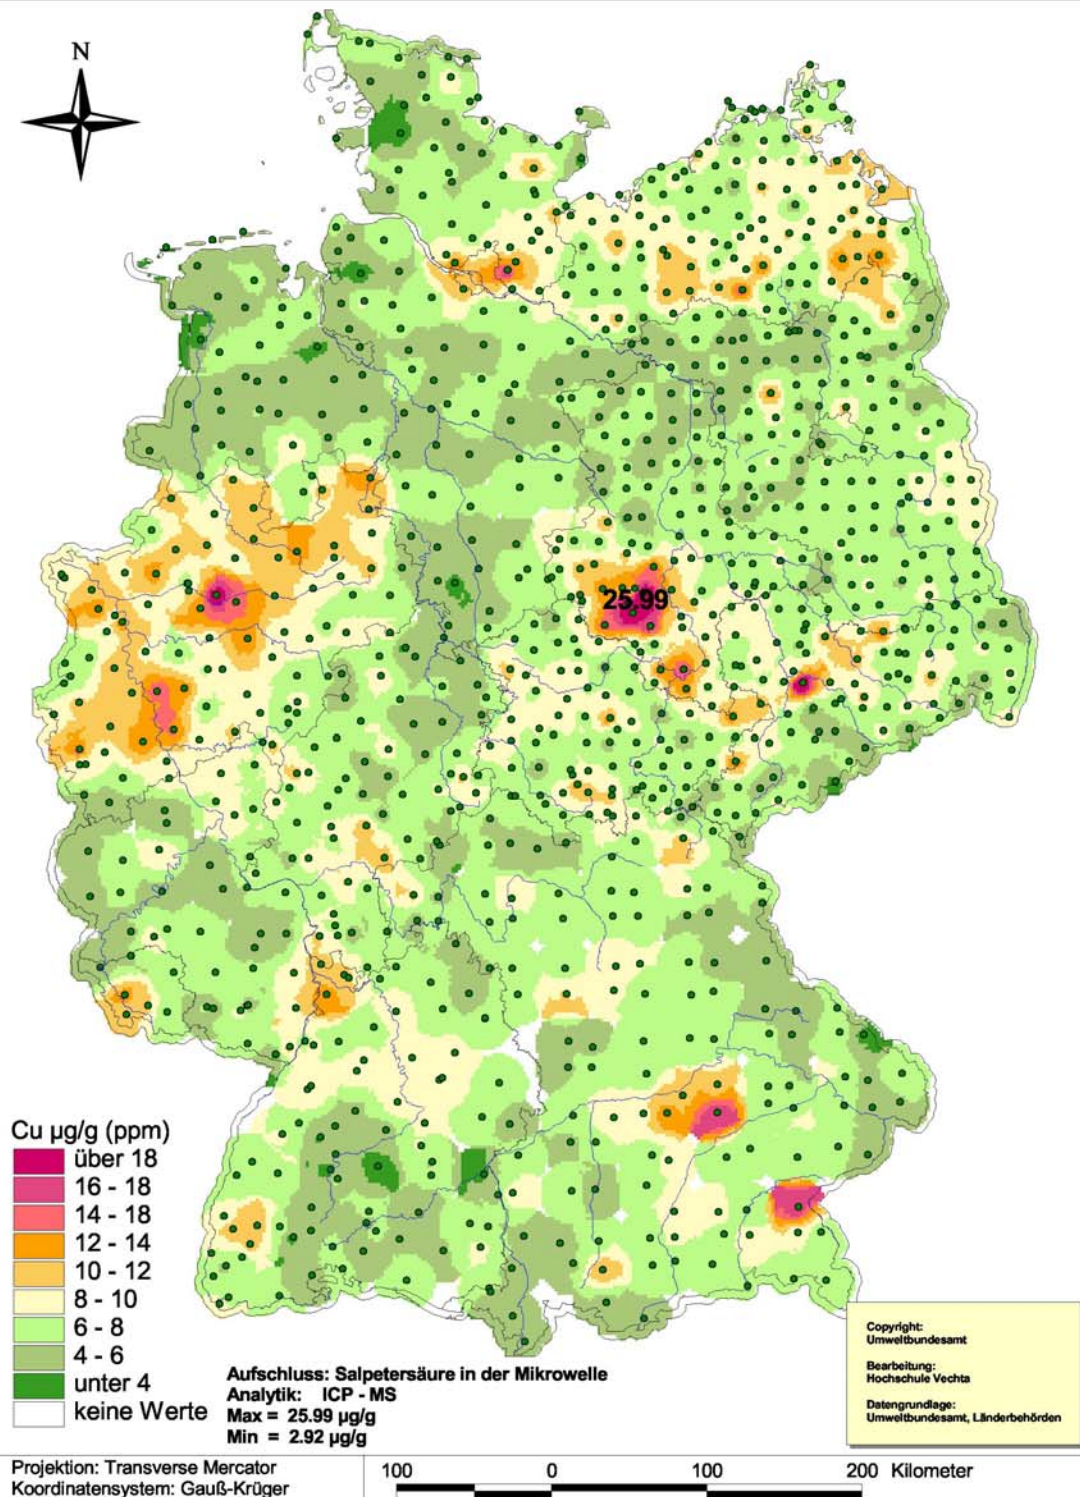 N
25.99
Cu µg/g (ppm)
über 18
16 - 18
14 - 18
12 - 14
10 - 12
8 - 10
6 - 8
4 - 6
unter 4
keine Werte
Aufschluss: Salpetersäure in der Mikrowelle
Analytik: ICP - MS
Max = 25.99 µg/g
Min = 2.92 µg/g
Copyright:
Umweltbundesamt
Bearbeitung:
Hochschule Vechta
Datengrundlage:
Umweltbundesamt, Länderbehörden
Projektion: Transverse Mercator
Koordinatensystem: Gauß-Krüger
100 0 100 200 Kilometer